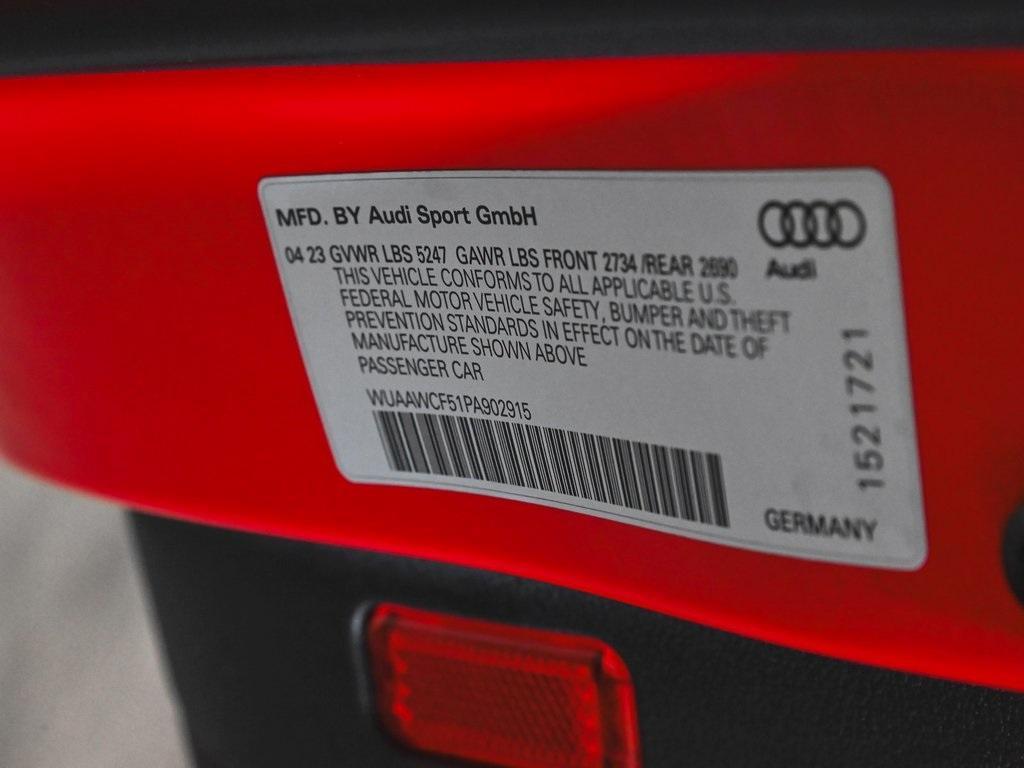 MFD. BY Audi Sport GmbH
04 23 GVWR LBS 5247 GAWR LBS FRONT 2734 /REAR 2690
THIS VEHICLE CONFORMS TO ALL APPLICABLE U.S.
FEDERAL MOTOR VEHICLE SAFETY, BUMPER AND THEFT
PREVENTION STANDARDS IN EFFECT ON THE DATE OF
MANUFACTURE SHOWN ABOVE
PASSENGER CAR
WUAAWCF51PA902915
Audi
1521721
GERMANY